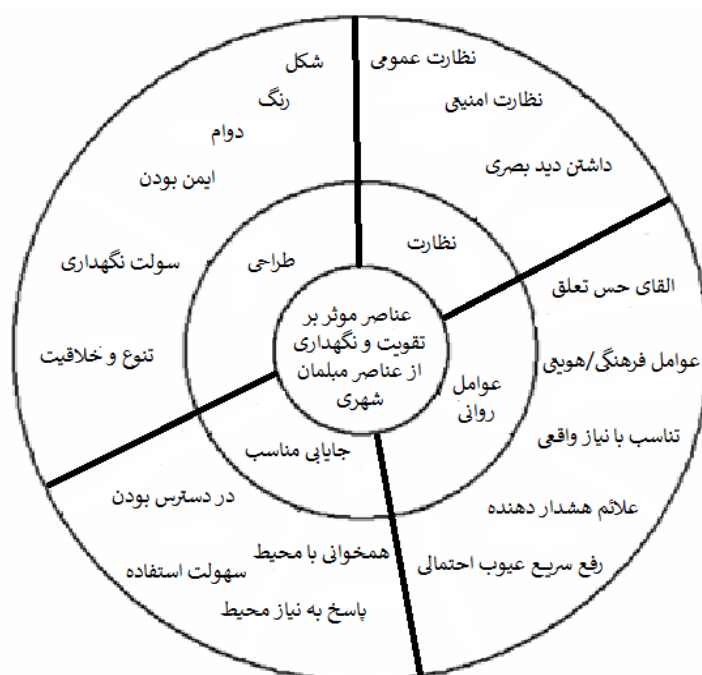 عناصر موثر بر
تقویت و نگهداری
از عناصر مبلمان
شهری
نظارت
نظارت عمومی
نظارت امنیتی
داشتن دید بصری
عوامل
روانی
القای حس تعلق
عوامل فرهنگی/هویتی
تناسب با نیاز واقعی
علائم هشدار دهنده
رفع سریع عیوب احتمالی
جایابی مناسب
در دسترس بودن
همخوانی با محیط
سهولت استفاده
پاسخ به نیاز محیط
طراحی
شکل
رنگ
دوام
ایمن بودن
سولت نگهداری
تنوع و خلاقیت